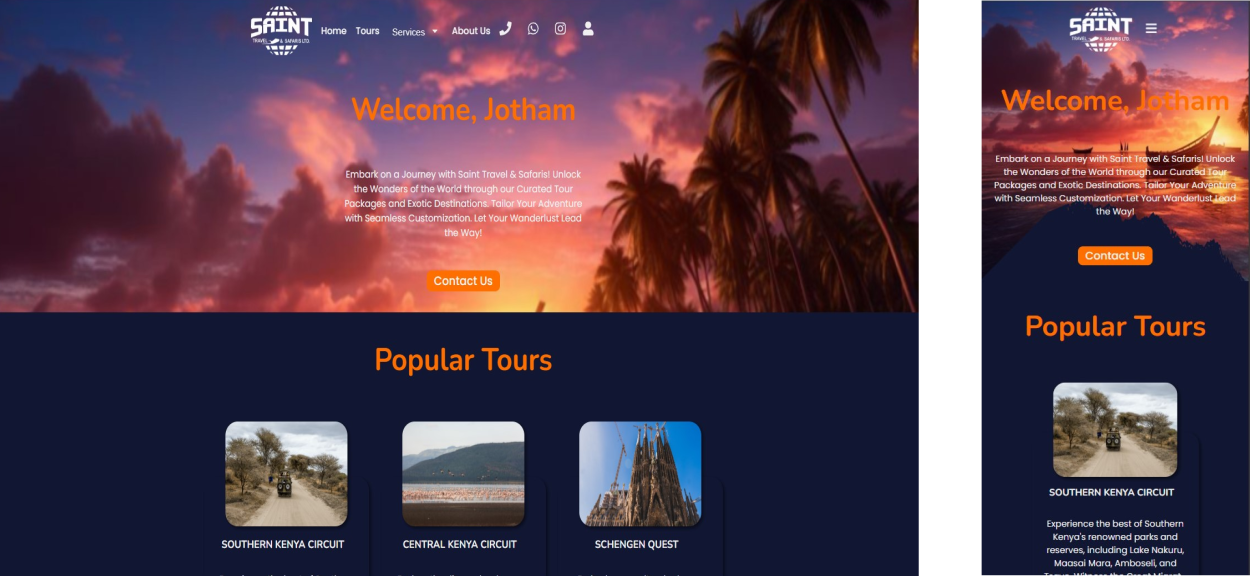 SAINT
TRAVEL & SAFARIS LTD.
Home Tours Services About Us
Welcome, Jotham
Embark on a Journey with Saint Travel & Safaris! Unlock
the Wonders of the World through our Curated Tour
Packages and Exotic Destinations. Tailor Your Adventure
with Seamless Customization. Let Your Wanderlust Lead
the Way!
Contact Us
Popular Tours
SOUTHERN KENYA CIRCUIT
CENTRAL KENYA CIRCUIT
SCHENGEN QUEST
SAINT
TRAVEL & SAFARIS LTD.
Welcome, Jotham
Embark on a Journey with Saint Travel & Safaris! Unlock
the Wonders of the World through our Curated Tour
Packages and Exotic Destinations. Tailor Your Adventure
with Seamless Customization. Let Your Wanderlust Lead
the Way!
Contact Us
Popular Tours
SOUTHERN KENYA CIRCUIT
Experience the best of Southern
Kenya's renowned parks and
reserves, including Lake Nakuru,
Maasai Mara, Amboseli, and